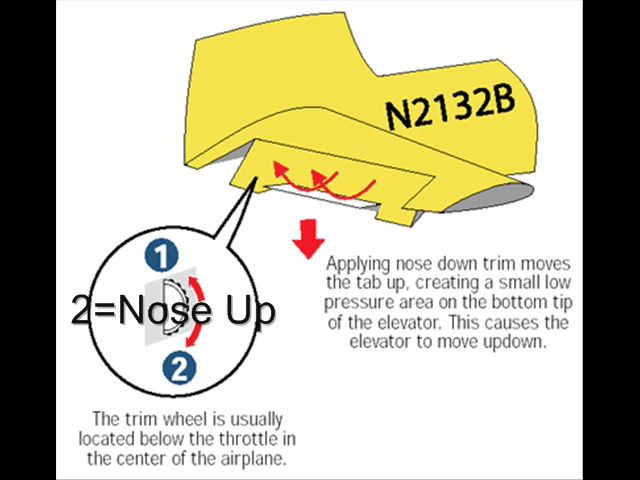 N2132B
Applying nose down trim moves
the tab up, creating a small low
pressure area on the bottom tip
of the elevator. This causes the
elevator to move updown.
1
2=Nose Up
2
The trim wheel is usually
located below the throttle in
the center of the airplane.